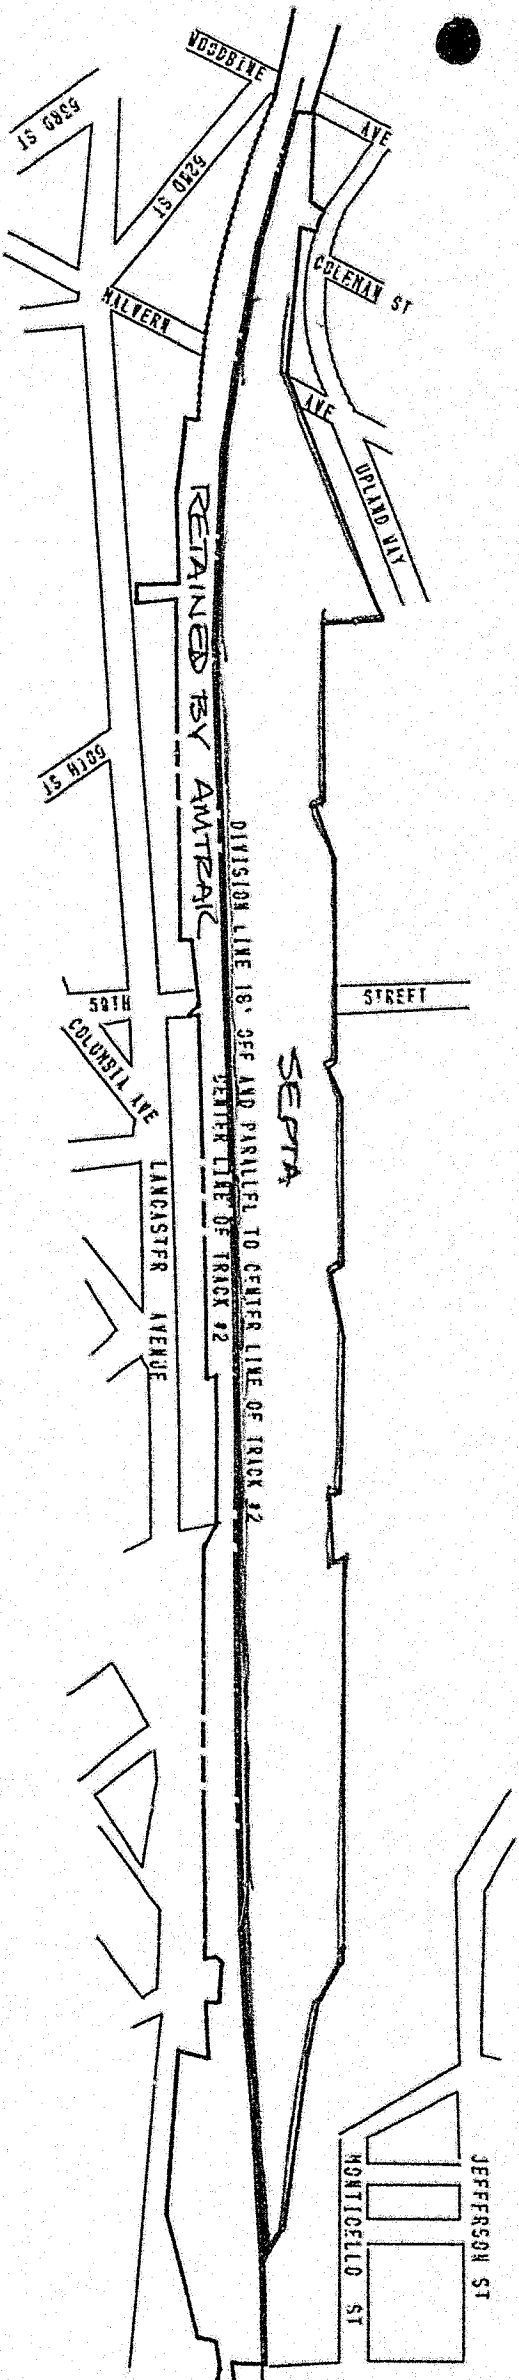 WOODBINE
AVE
53RD ST
52ND ST
COLEMAN ST
MALVERN
AVE
UPLAND WAY
RETAINED BY AMTRAK
60TH ST
DIVISION LINE 18' OFF AND PARALLEL TO CENTER LINE OF TRACK #2
59TH
STREET
COLUMBIA AVE
SEPTA
CENTER LINE OF TRACK #2
LANCASTER AVENUE
JEFFERSON ST
MONTICELLO ST